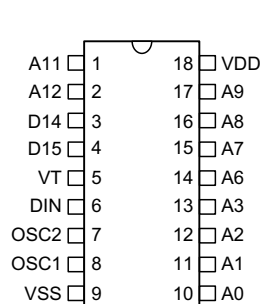 A11 1 18 VDD
A12 2 17 A9
D14 3 16 A8
D15 4 15 A7
VT 5 14 A6
DIN 6 13 A3
OSC2 7 12 A2
OSC1 8 11 A1
VSS 9 10 A0